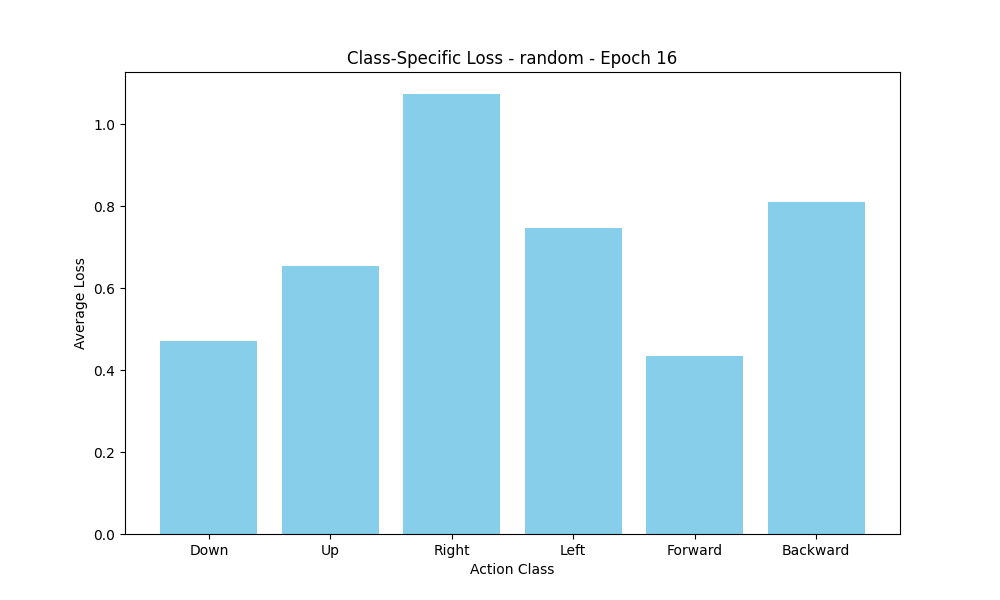 Class-Specific Loss - random - Epoch 16
Average Loss
1.0
0.8
0.6
0.4
0.2
0.0
Down Up Right Left Forward Backward
Action Class